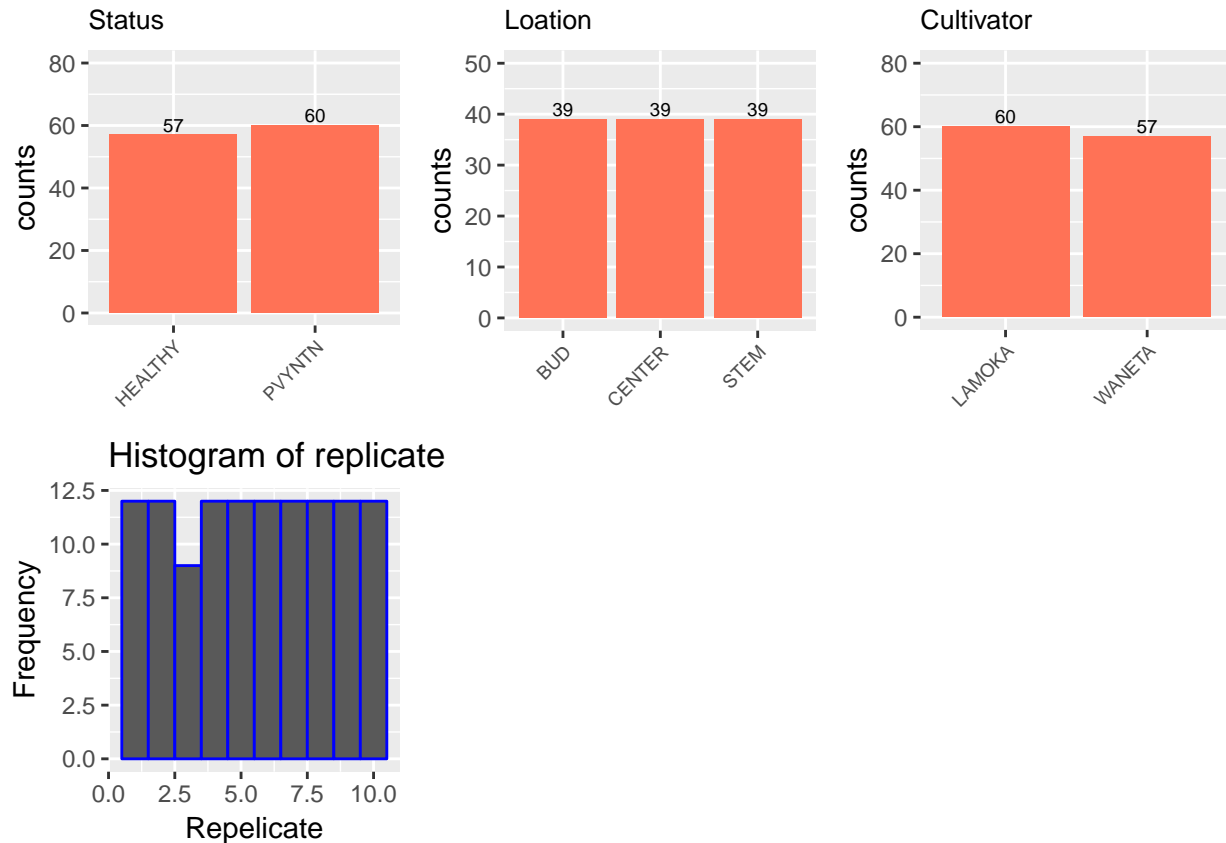 Status
80
60
40
20
0
counts
57
60
HEALTHY
PVYNTN
Loation
50
40
30
20
10
0
counts
39
39
39
BUD
CENTER
STEM
Cultivator
80
60
40
20
0
counts
60
57
LAMOKA
WANETA
Histogram of replicate
12.5
10.0
7.5
5.0
2.5
0.0
Frequency
0.0 2.5 5.0 7.5 10.0
Repelicate